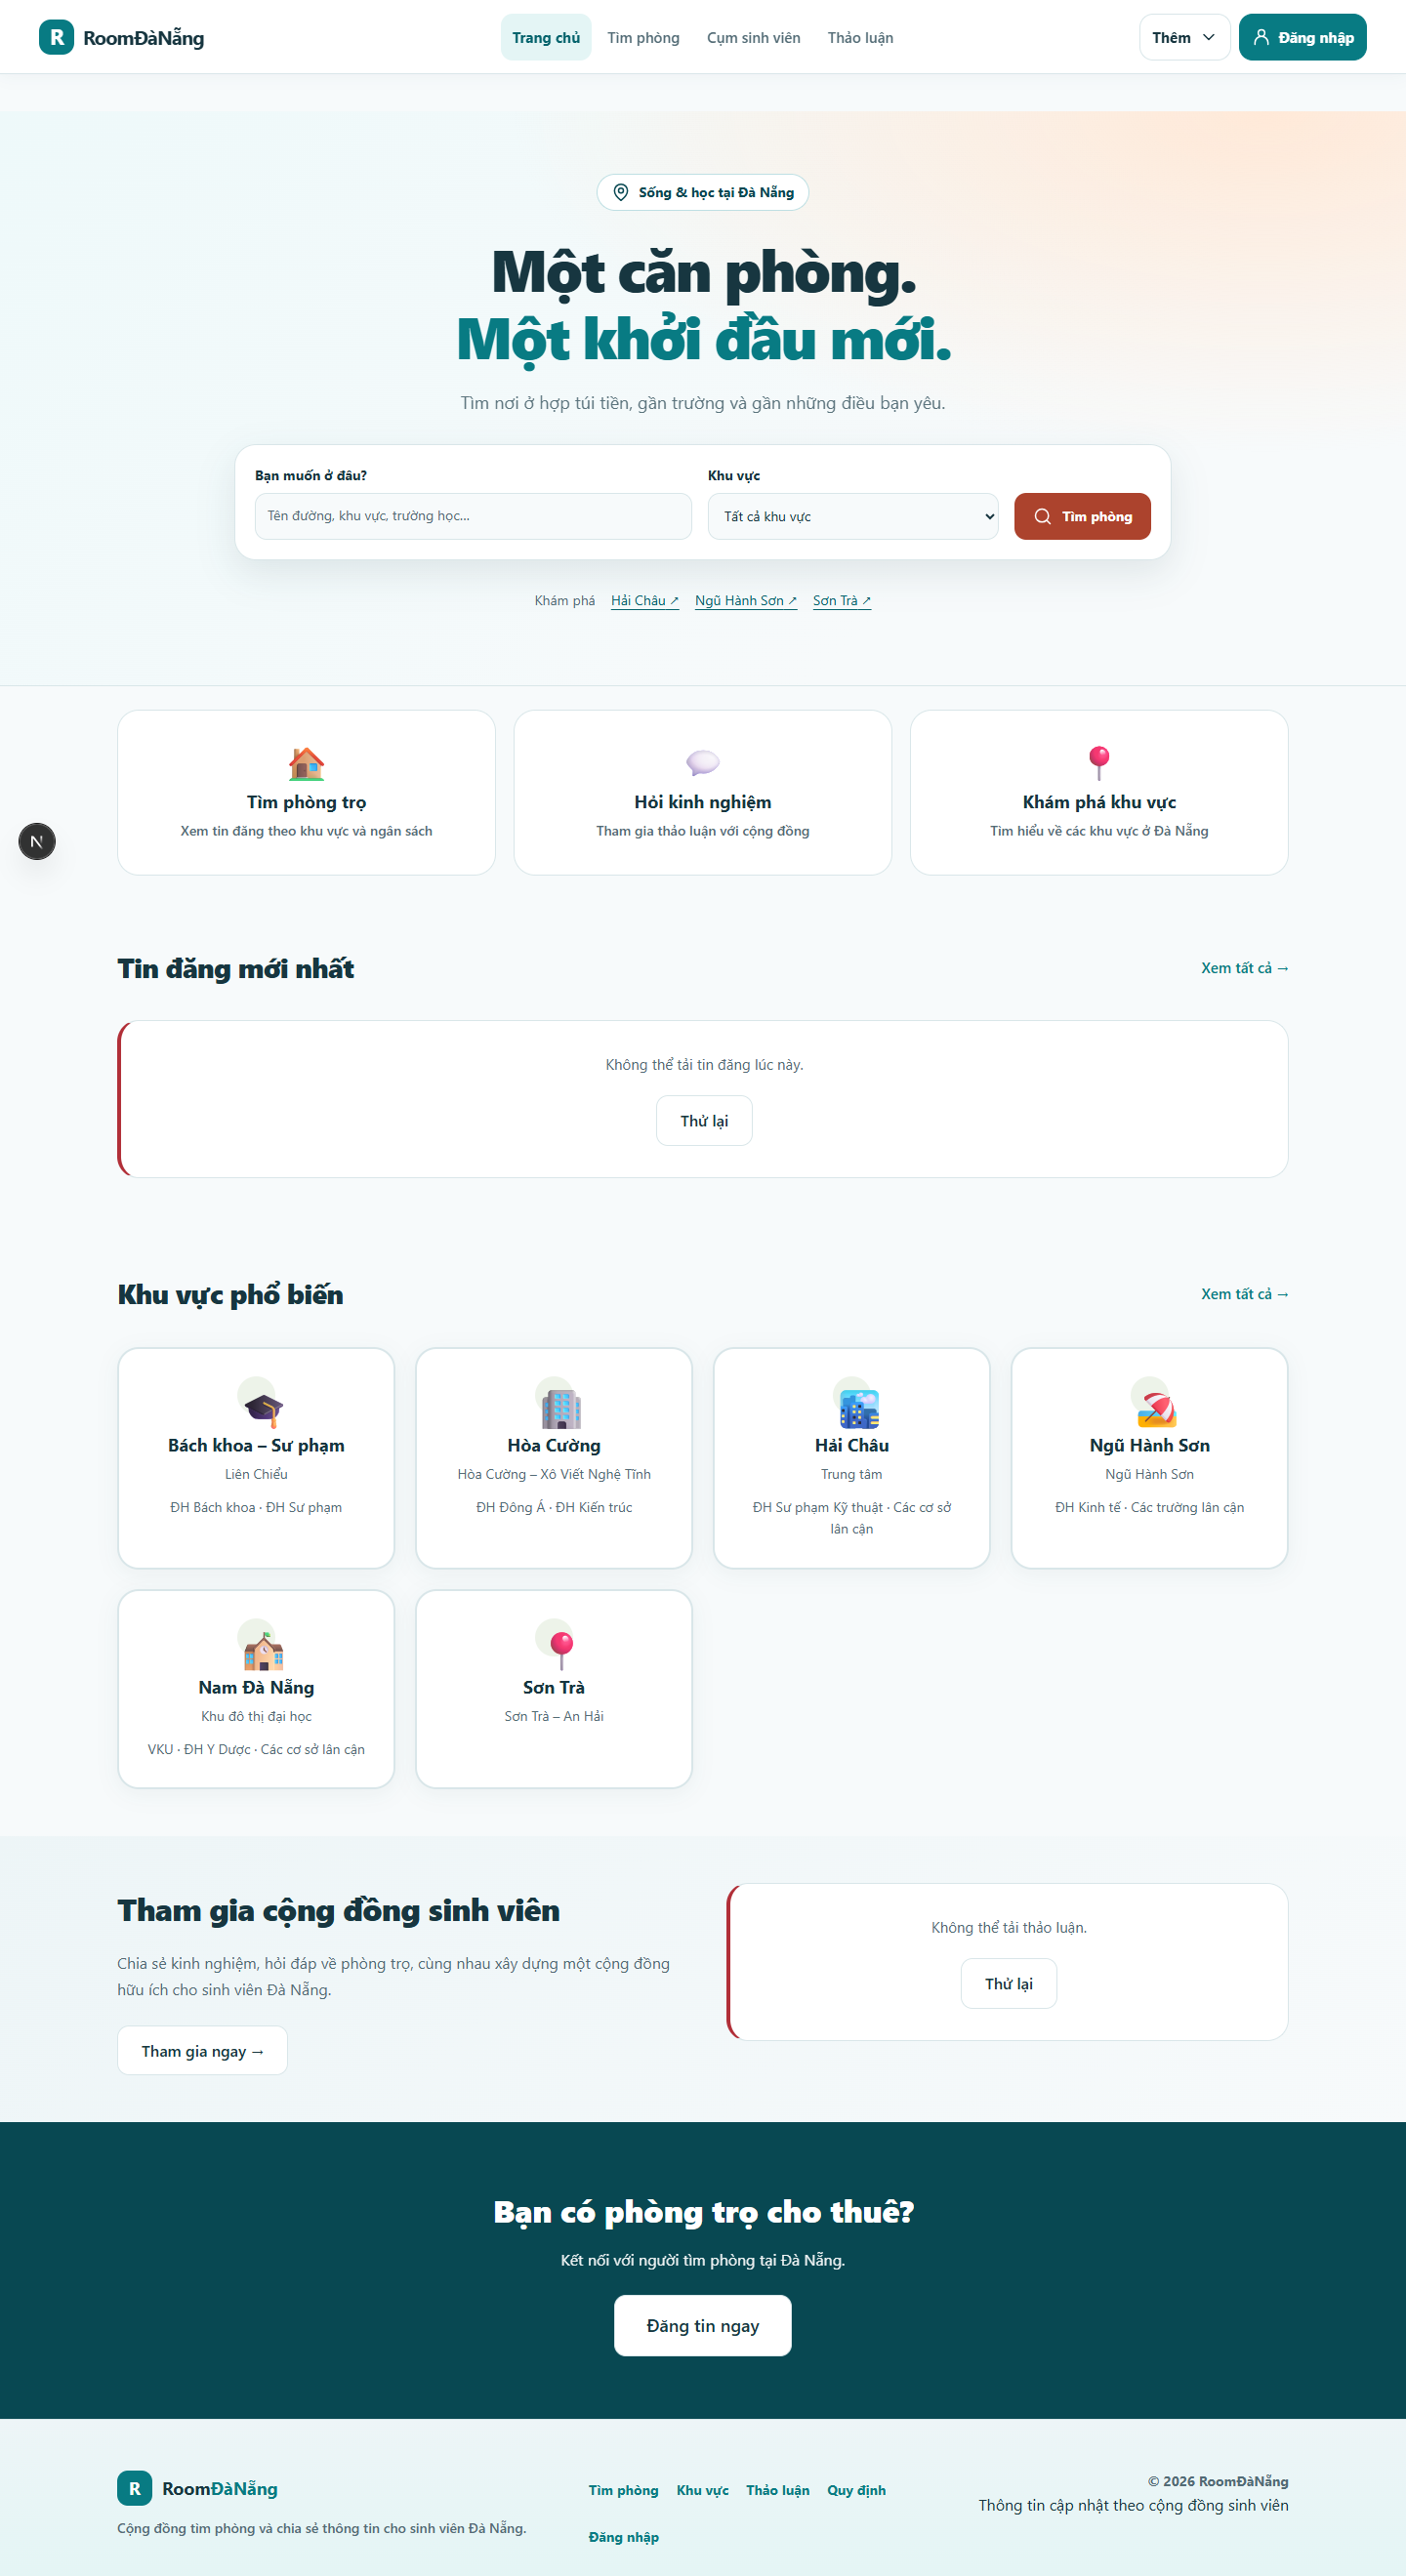 R RoomĐàNẵng
Trang chủ
Tìm phòng
Cụm sinh viên
Thảo luận
Thêm
Đăng nhập
Sống & học tại Đà Nẵng
Một căn phòng.
Một khởi đầu mới.
Tìm nơi ở hợp túi tiền, gần trường và gần những điều bạn yêu.
Bạn muốn ở đâu?
Tên đường, khu vực, trường học...
Khu vực
Tất cả khu vực
Tìm phòng
Khám phá Hải Châu ↗ Ngũ Hành Sơn ↗ Sơn Trà ↗
N
Tìm phòng trọ
Xem tin đăng theo khu vực và ngân sách
Hỏi kinh nghiệm
Tham gia thảo luận với cộng đồng
Khám phá khu vực
Tìm hiểu về các khu vực ở Đà Nẵng
Tin đăng mới nhất
Xem tất cả →
Không thể tải tin đăng lúc này.
Thử lại
Khu vực phổ biến
Xem tất cả →
Bách khoa – Sư phạm
Liên Chiểu
ĐH Bách khoa · ĐH Sư phạm
Hòa Cường
Hòa Cường – Xô Viết Nghệ Tĩnh
ĐH Đông Á · ĐH Kiến trúc
Hải Châu
Trung tâm
ĐH Sư phạm Kỹ thuật · Các cơ sở
lân cận
Ngũ Hành Sơn
Ngũ Hành Sơn
ĐH Kinh tế · Các trường lân cận
Nam Đà Nẵng
Khu đô thị đại học
VKU · ĐH Y Dược · Các cơ sở lân cận
Sơn Trà
Sơn Trà – An Hải
Tham gia cộng đồng sinh viên
Chia sẻ kinh nghiệm, hỏi đáp về phòng trọ, cùng nhau xây dựng một cộng đồng
hữu ích cho sinh viên Đà Nẵng.
Tham gia ngay →
Không thể tải thảo luận.
Thử lại
Bạn có phòng trọ cho thuê?
Kết nối với người tìm phòng tại Đà Nẵng.
Đăng tin ngay
R RoomĐàNẵng
Cộng đồng tìm phòng và chia sẻ thông tin cho sinh viên Đà Nẵng.
Tìm phòng
Khu vực
Thảo luận
Quy định
Đăng nhập
© 2026 RoomĐàNẵng
Thông tin cập nhật theo cộng đồng sinh viên